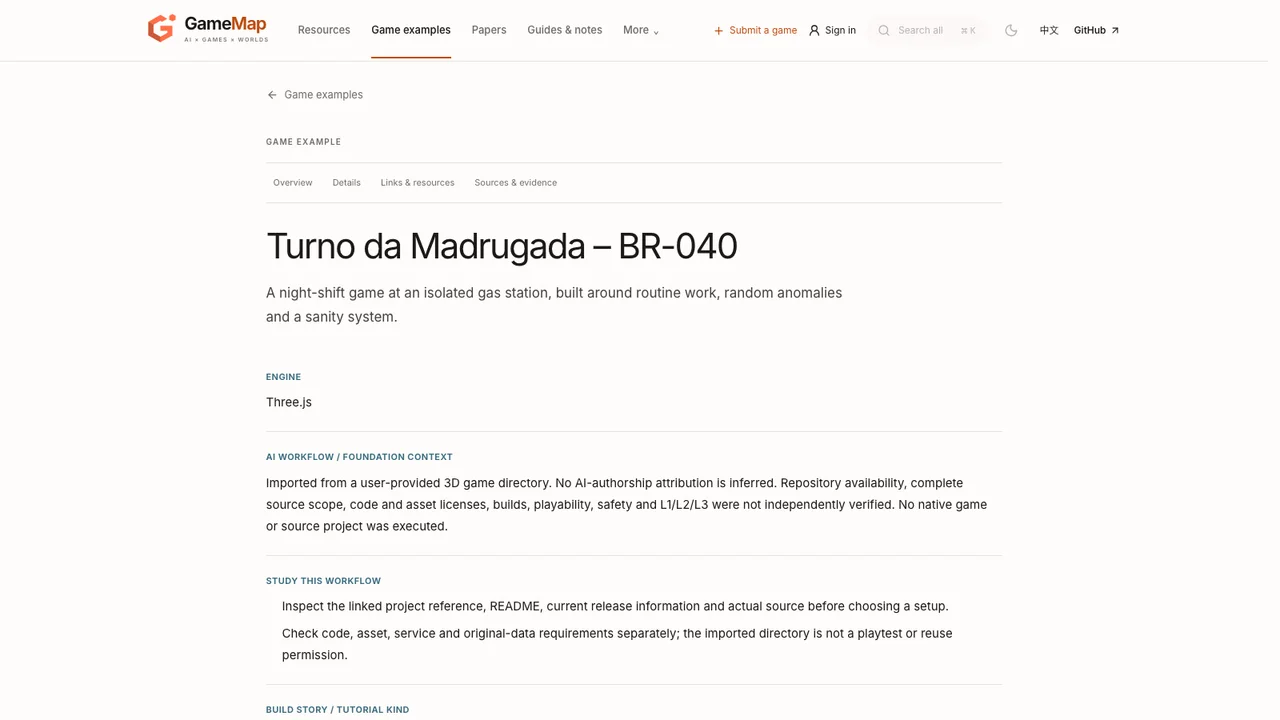 GameMap
AI × GAMES × WORLDS
Resources
Game examples
Papers
Guides & notes
More
+ Submit a game
Sign in
Search all
⌘ K
中文
GitHub ↗
← Game examples
GAME EXAMPLE
Overview
Details
Links & resources
Sources & evidence
Turno da Madrugada – BR-040
A night-shift game at an isolated gas station, built around routine work, random anomalies
and a sanity system.
ENGINE
Three.js
AI WORKFLOW / FOUNDATION CONTEXT
Imported from a user-provided 3D game directory. No AI-authorship attribution is inferred. Repository availability, complete
source scope, code and asset licenses, builds, playability, safety and L1/L2/L3 were not independently verified. No native game
or source project was executed.
STUDY THIS WORKFLOW
Inspect the linked project reference, README, current release information and actual source before choosing a setup.
Check code, asset, service and original-data requirements separately; the imported directory is not a playtest or reuse
permission.
BUILD STORY / TUTORIAL KIND